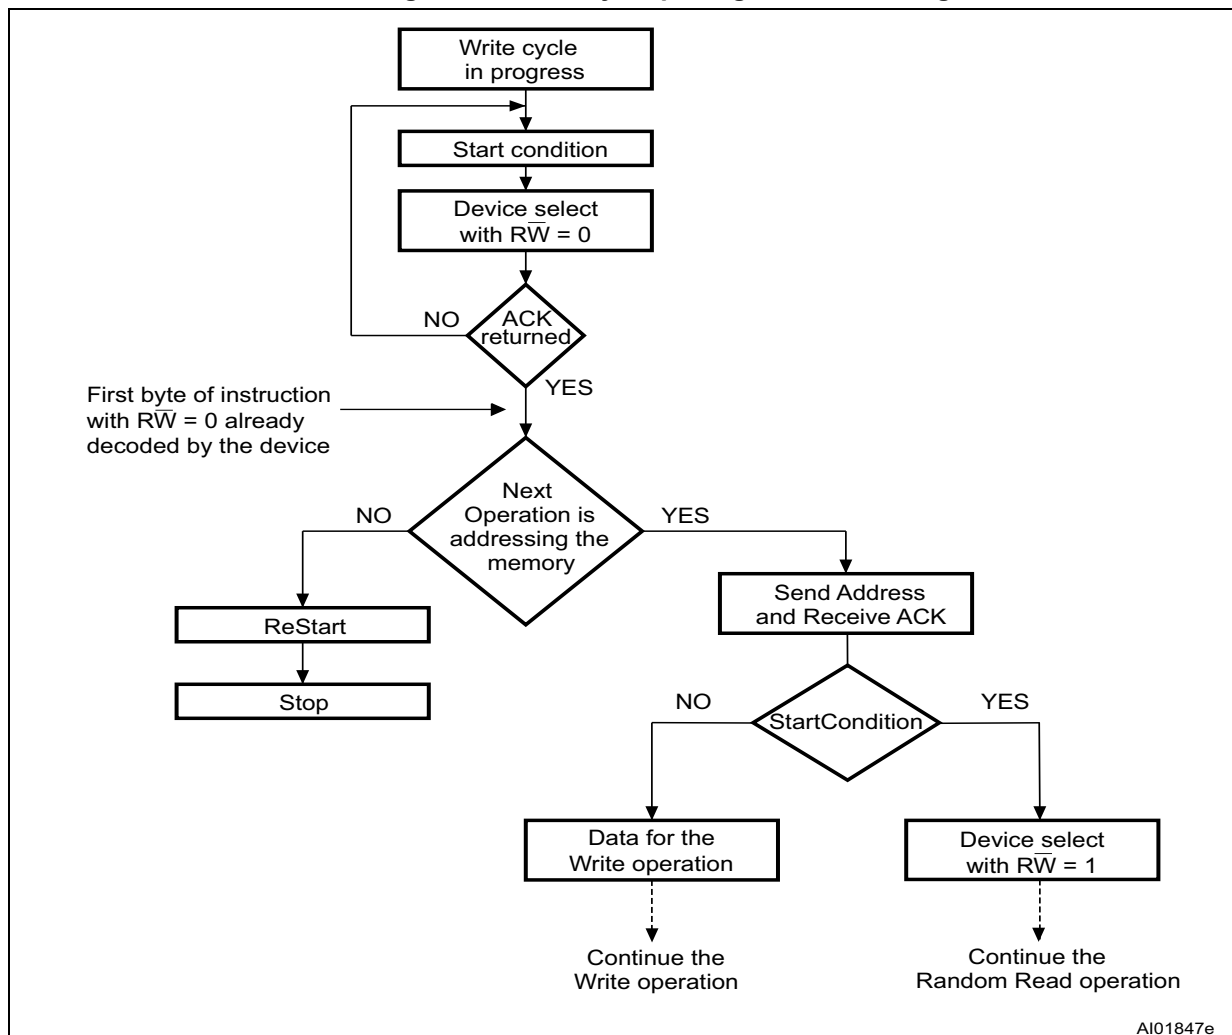 Write cycle
in progress
Start condition
Device select
with RW̅ = 0
ACK
returned
NO
YES
First byte of instruction
with RW̅ = 0 already
decoded by the device
Next
Operation is
addressing the
memory
NO
YES
ReStart
Stop
Send Address
and Receive ACK
StartCondition
NO
YES
Data for the
Write operation
Device select
with RW̅ = 1
Continue the
Write operation
Continue the
Random Read operation
AI01847e